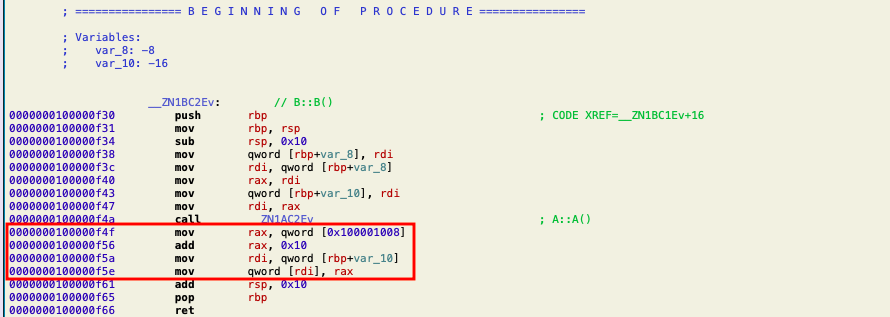 ; ================ B E G I N N I N G   O F   P R O C E D U R E ================
; Variables:
;    var_8: -8
;    var_10: -16
__ZN1BC2Ev:        // B::B()
0000000100000f30         push       rbp                                     ; CODE XREF=__ZN1BC1Ev+16
0000000100000f31         mov        rbp, rsp
0000000100000f34         sub        rsp, 0x10
0000000100000f38         mov        qword [rbp+var_8], rdi
0000000100000f3c         mov        rdi, qword [rbp+var_8]
0000000100000f40         mov        rax, rdi
0000000100000f43         mov        qword [rbp+var_10], rdi
0000000100000f47         mov        rdi, rax
0000000100000f4a         call       __ZN1AC2Ev                              ; A::A()
0000000100000f4f         mov        rax, qword [0x100001008]
0000000100000f56         add        rax, 0x10
0000000100000f5a         mov        rdi, qword [rbp+var_10]
0000000100000f5e         mov        qword [rdi], rax
0000000100000f61         add        rsp, 0x10
0000000100000f65         pop        rbp
0000000100000f66         ret